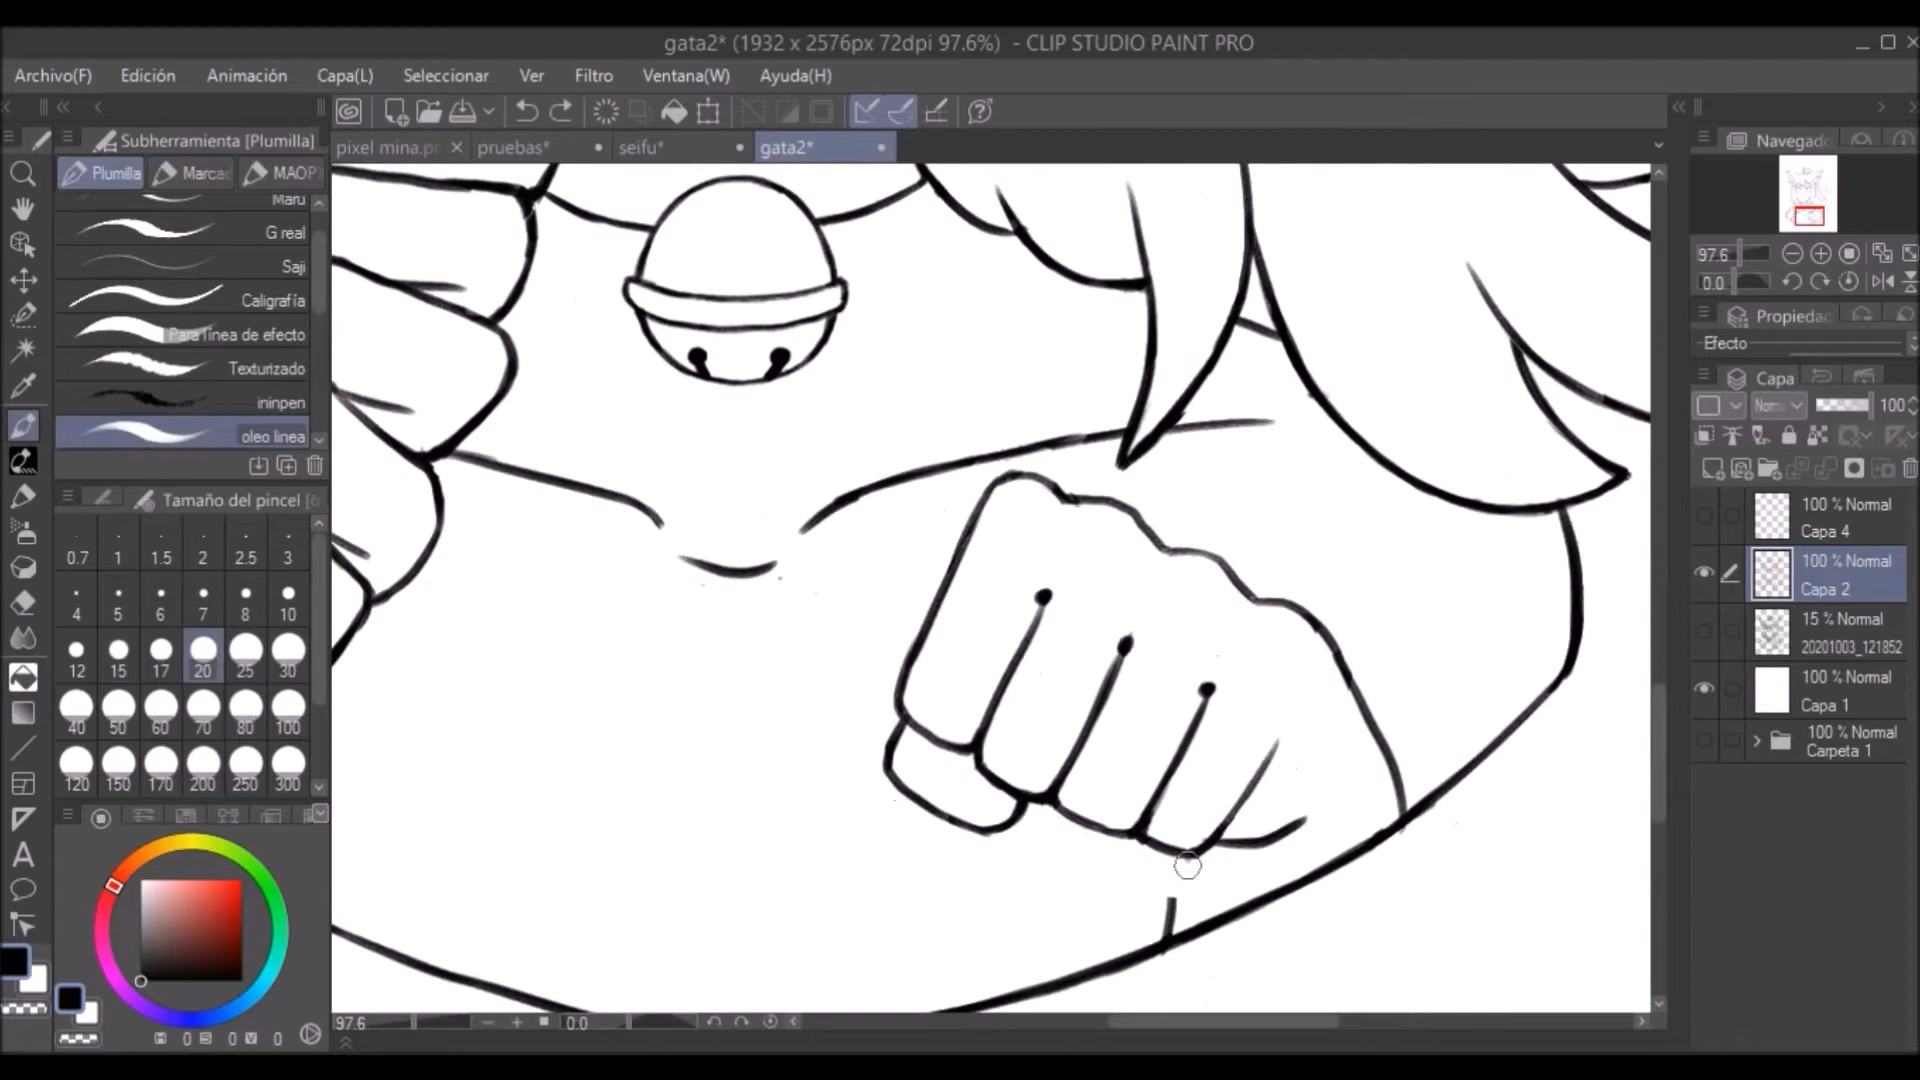 gata2* (1932 x 2576px 72dpi 97.6%) - CLIP STUDIO PAINT PRO
Archivo(F) Edición Animación Capa(L) Seleccionar Ver Filtro Ventana(W) Ayuda(H)
Subherramienta [Plumilla]
pixel mina.pr pruebas* seifu* gata2*
Plumilla Marcad MAOP
Maru
G real
Saji
Caligrafía
Para línea de efecto
Texturizado
ininpen
oleo linea
Tamaño del pincel
0.7 1 1.5 2 2.5 3
4 5 6 7 8 10
12 15 17 20 25 30
40 50 60 70 80 100
120 150 170 200 250 300
0 0 0
97.6 0.0
Navegado
97.6
0.0
Propiedad
Efecto
Capa
100
100 % Normal
Capa 4
100 % Normal
Capa 2
15 % Normal
20201003_121852
100 % Normal
Capa 1
100 % Normal
Carpeta 1